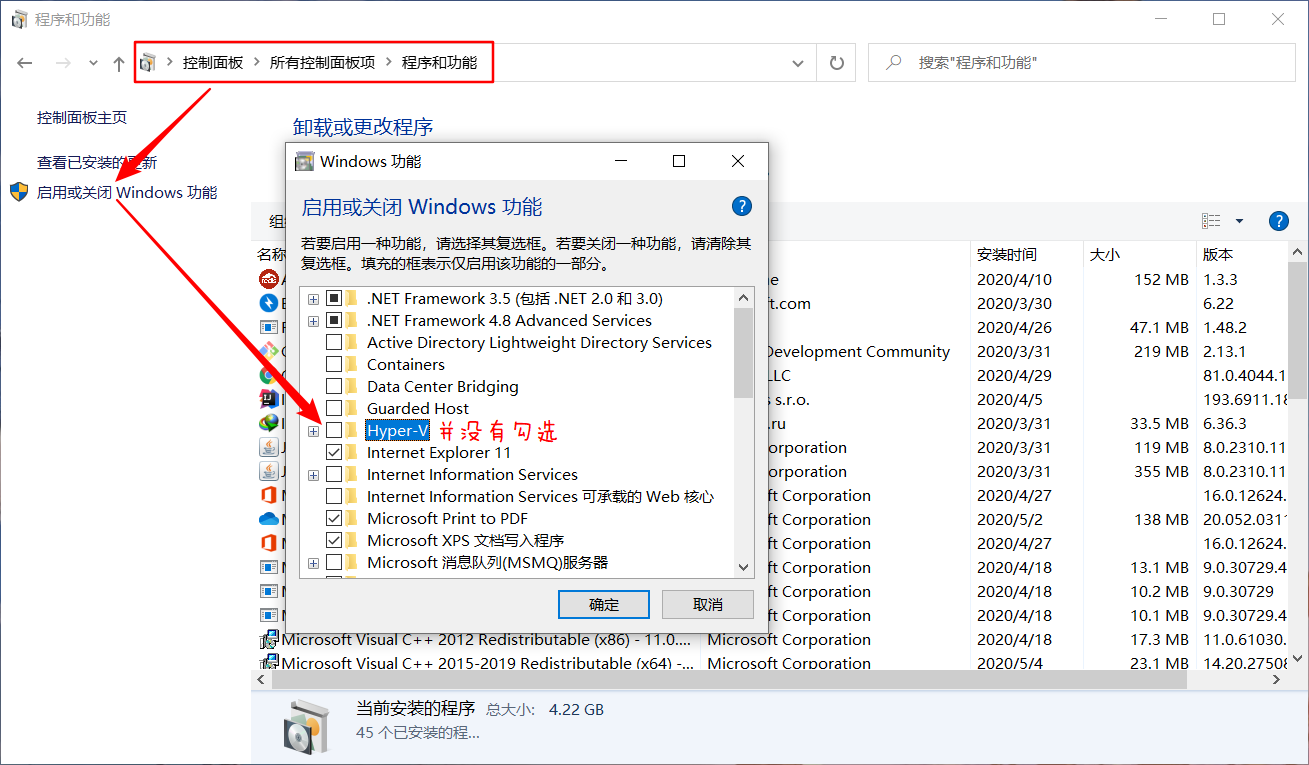 程序和功能
控制面板 › 所有控制面板项 › 程序和功能
搜索"程序和功能"
控制面板主页
查看已安装的更新
启用或关闭 Windows 功能
卸载或更改程序
Windows 功能
启用或关闭 Windows 功能
若要启用一种功能，请选择其复选框。若要关闭一种功能，请清除其
复选框。填充的框表示仅启用该功能的一部分。
.NET Framework 3.5 (包括 .NET 2.0 和 3.0)
.NET Framework 4.8 Advanced Services
Active Directory Lightweight Directory Services
Containers
Data Center Bridging
Guarded Host
Hyper-V 并没有勾选
Internet Explorer 11
Internet Information Services
Internet Information Services 可承载的 Web 核心
Microsoft Print to PDF
Microsoft XPS 文档写入程序
Microsoft 消息队列(MSMQ)服务器
确定 取消
名称 安装时间 大小 版本
2020/4/10 152 MB 1.3.3
2020/3/30 6.22
2020/4/26 47.1 MB 1.48.2
Development Community 2020/3/31 219 MB 2.13.1
LLC 2020/4/29 81.0.4044.1
s.r.o. 2020/4/5 193.6911.18
.ru 2020/3/31 33.5 MB 6.36.3
2020/3/31 119 MB 8.0.2310.11
2020/3/31 355 MB 8.0.2310.11
Corporation 2020/4/27 16.0.12624.
Corporation 2020/5/2 138 MB 20.052.0311
Corporation 2020/4/27 16.0.12624.
Corporation 2020/4/18 13.1 MB 9.0.30729.4
Corporation 2020/4/18 10.2 MB 9.0.30729
Corporation 2020/4/18 10.1 MB 9.0.30729.4
Microsoft Visual C++ 2012 Redistributable (x86) - 11.0.... Microsoft Corporation 2020/4/18 17.3 MB 11.0.61030.
Microsoft Visual C++ 2015-2019 Redistributable (x64) -... Microsoft Corporation 2020/5/4 23.1 MB 14.20.27508
当前安装的程序 总大小: 4.22 GB
45 个已安装的程...